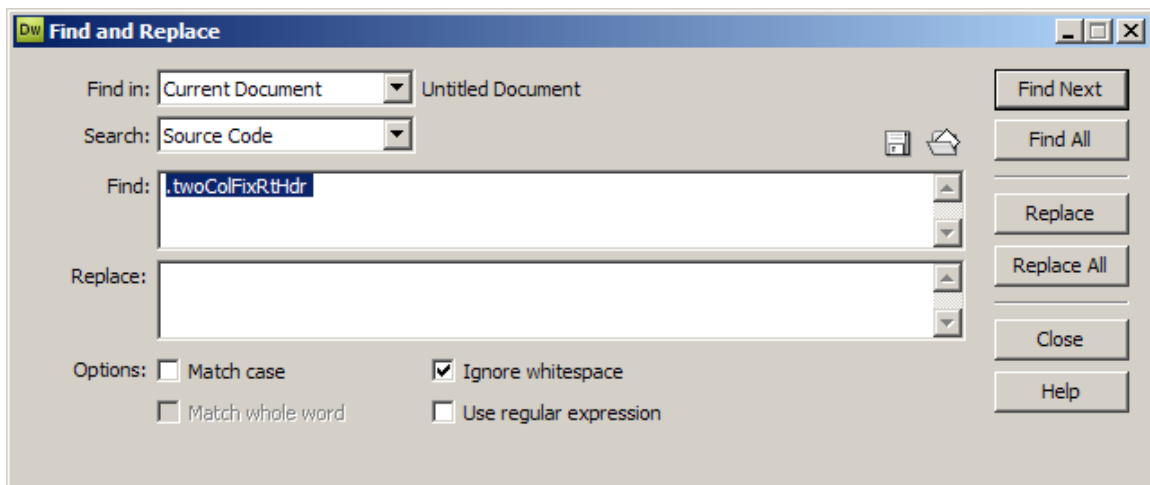 Dw Find and Replace
Find in: Current Document Untitled Document Find Next
Search: Source Code Find All
Find: .twoColFixRtHdr
Replace
Replace: Replace All
Close
Options: Match case Ignore whitespace
Help
Match whole word Use regular expression